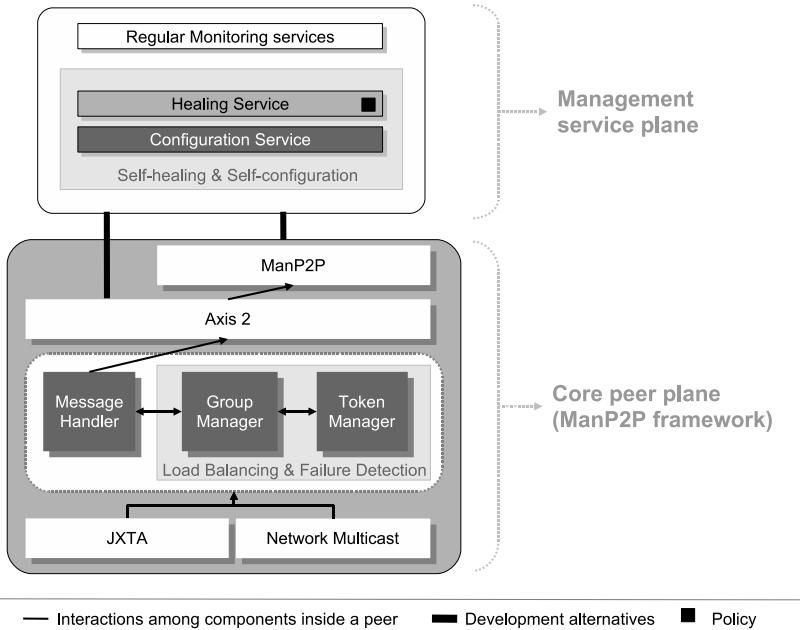 Regular Monitoring services
Healing Service
Configuration Service
Self-healing & Self-configuration
Management
service plane
ManP2P
Axis 2
Message
Handler
Group
Manager
Token
Manager
Load Balancing & Failure Detection
Core peer plane
(ManP2P framework)
JXTA
Network Multicast
Interactions among components inside a peer
Development alternatives
Policy